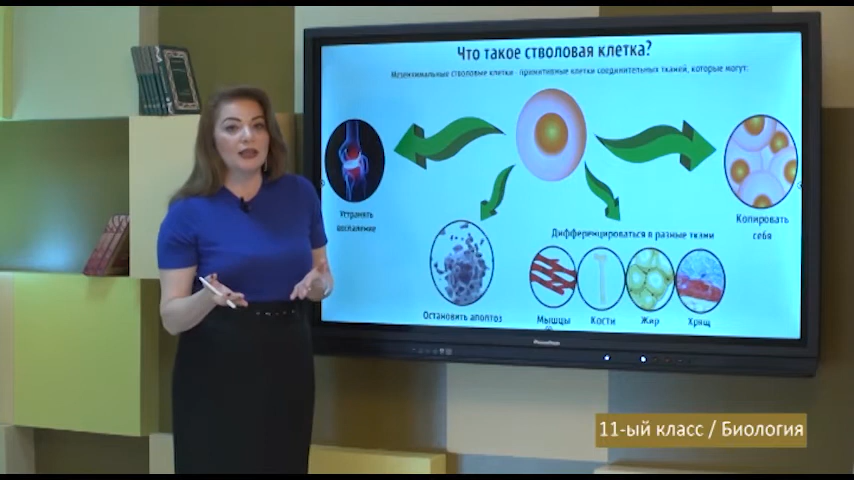 Что такое стволовая клетка?
Мезенхимальные стволовые клетки - примитивные клетки соединительных тканей, которые могут:
Устранять
воспаление
Копировать
себя
Дифференцироваться в разные ткани
Остановить апоптоз
Мышцы Кости Жир Хрящ
11-ый класс / Биология